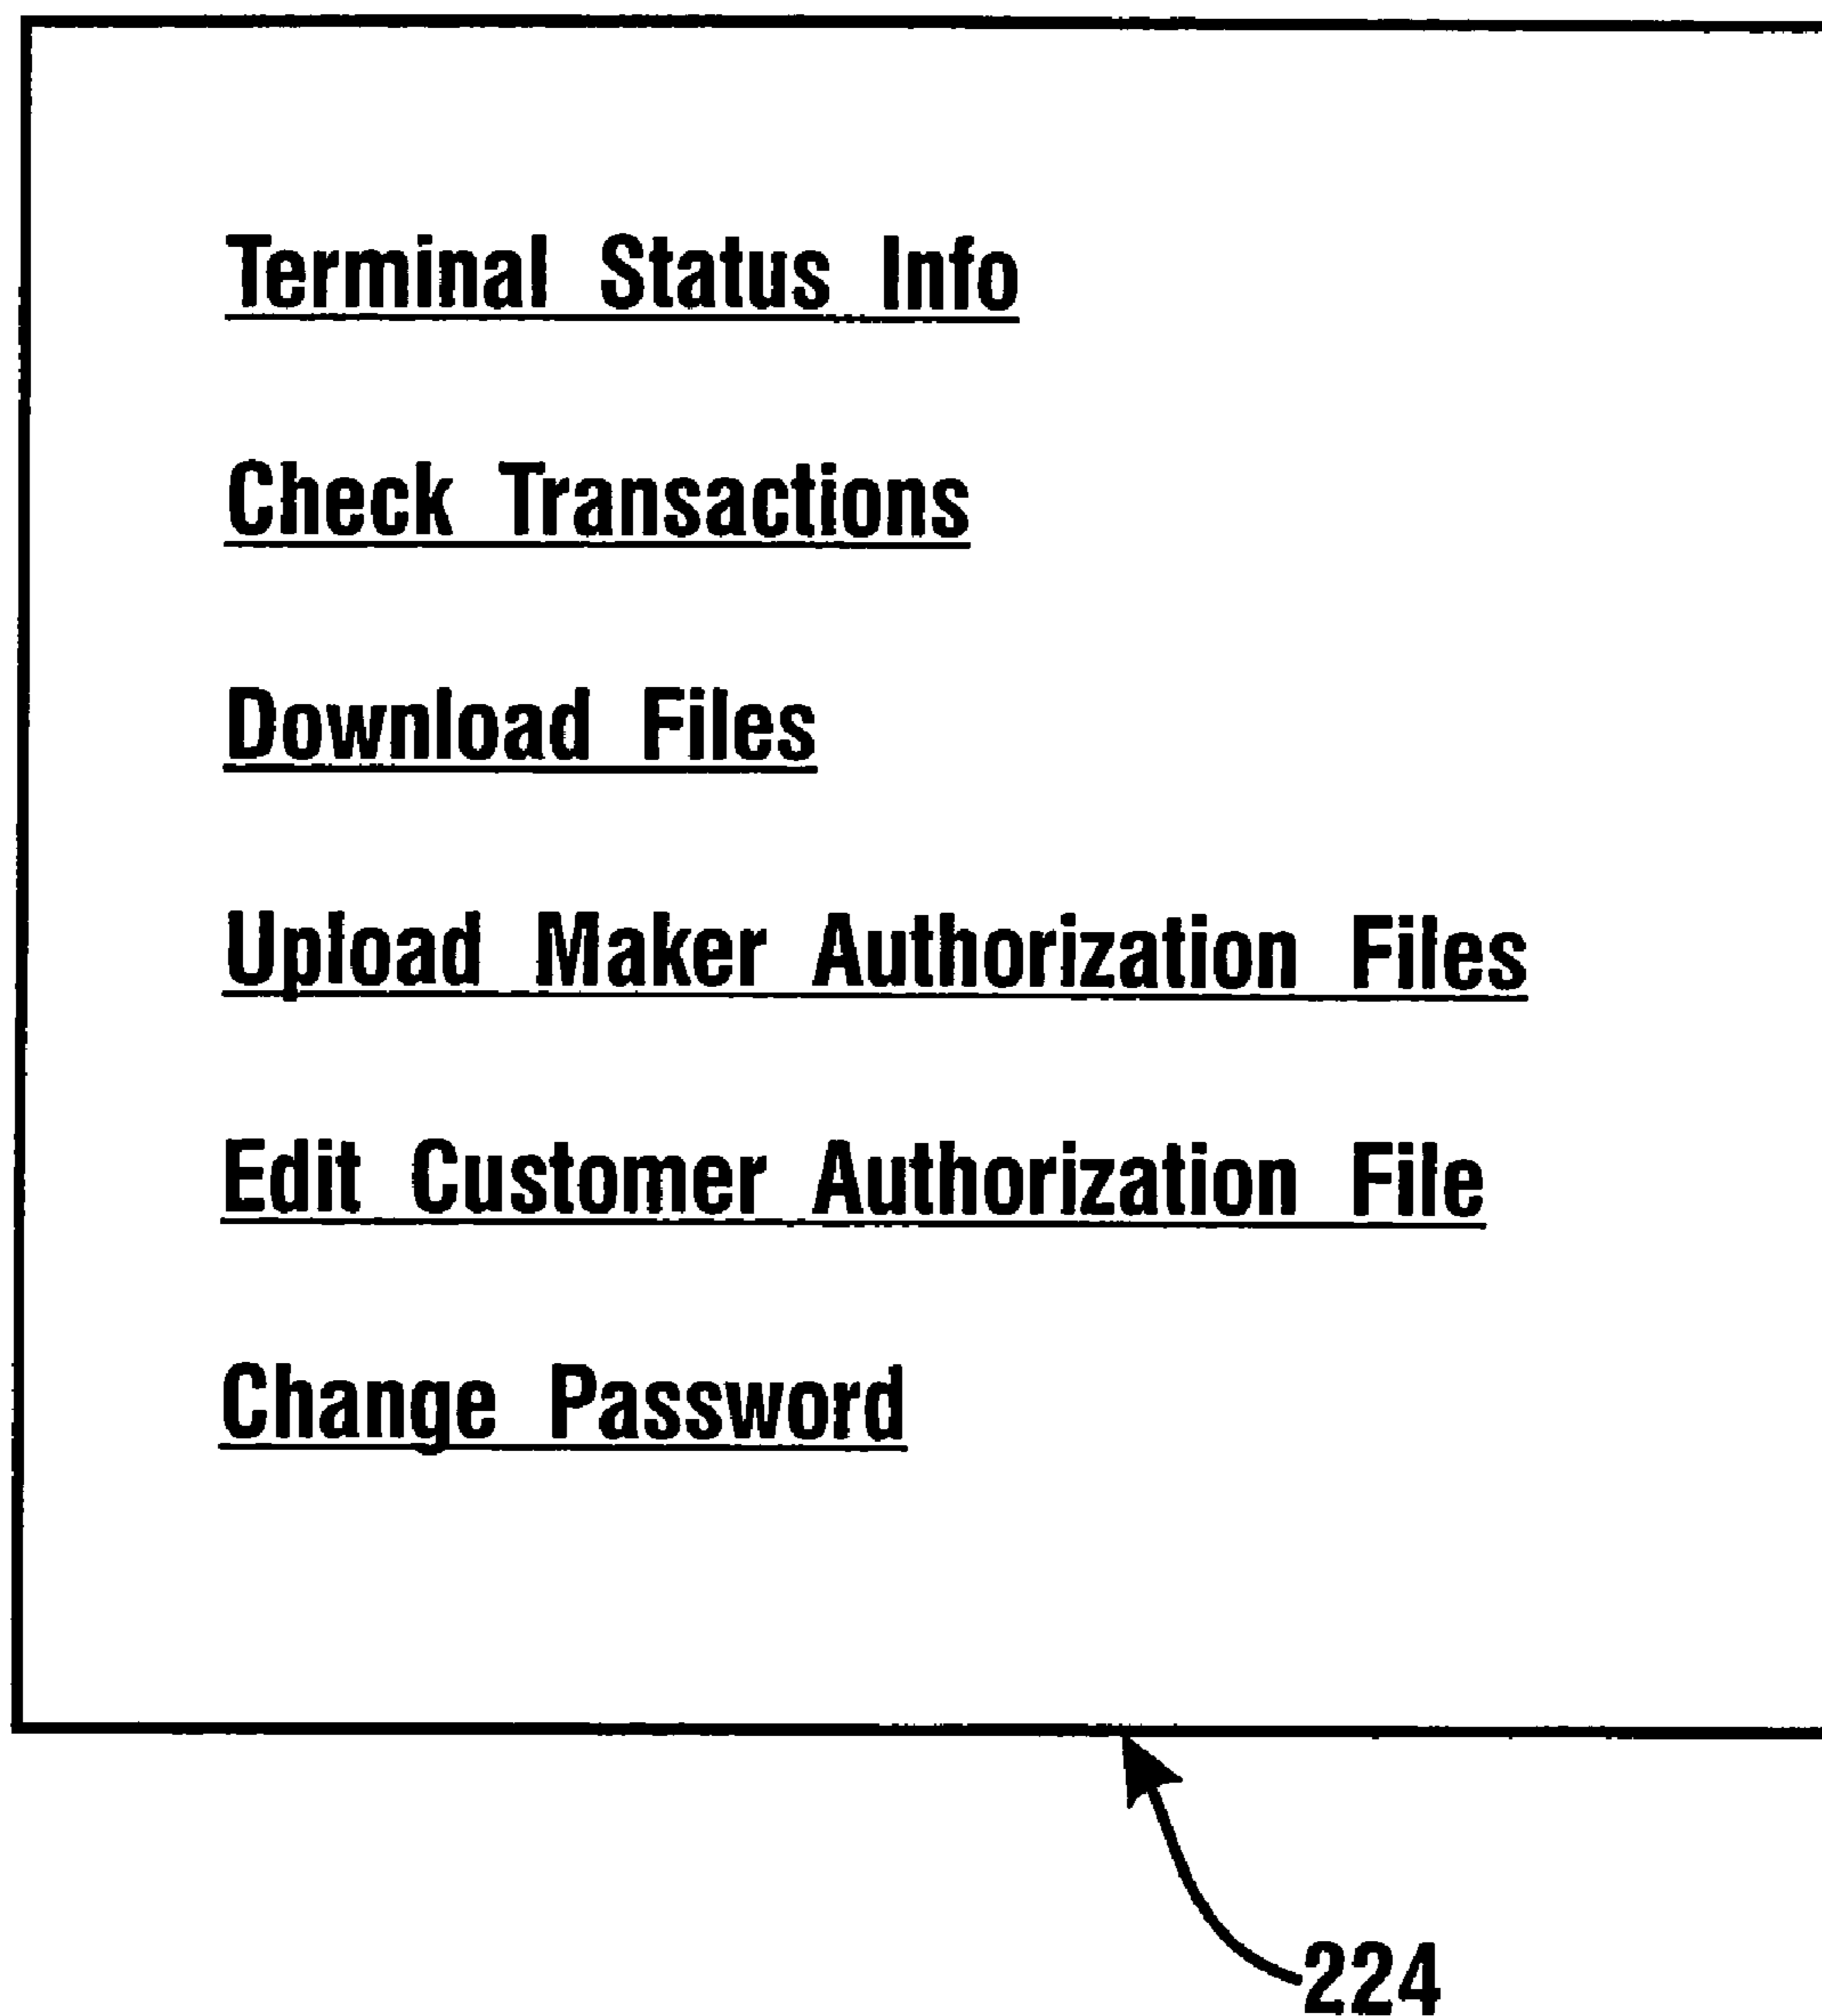 Terminal Status Info
Check Transactions
Download Files
Upload Maker Authorization Files
Edit Customer Authorization File
Change Password
224